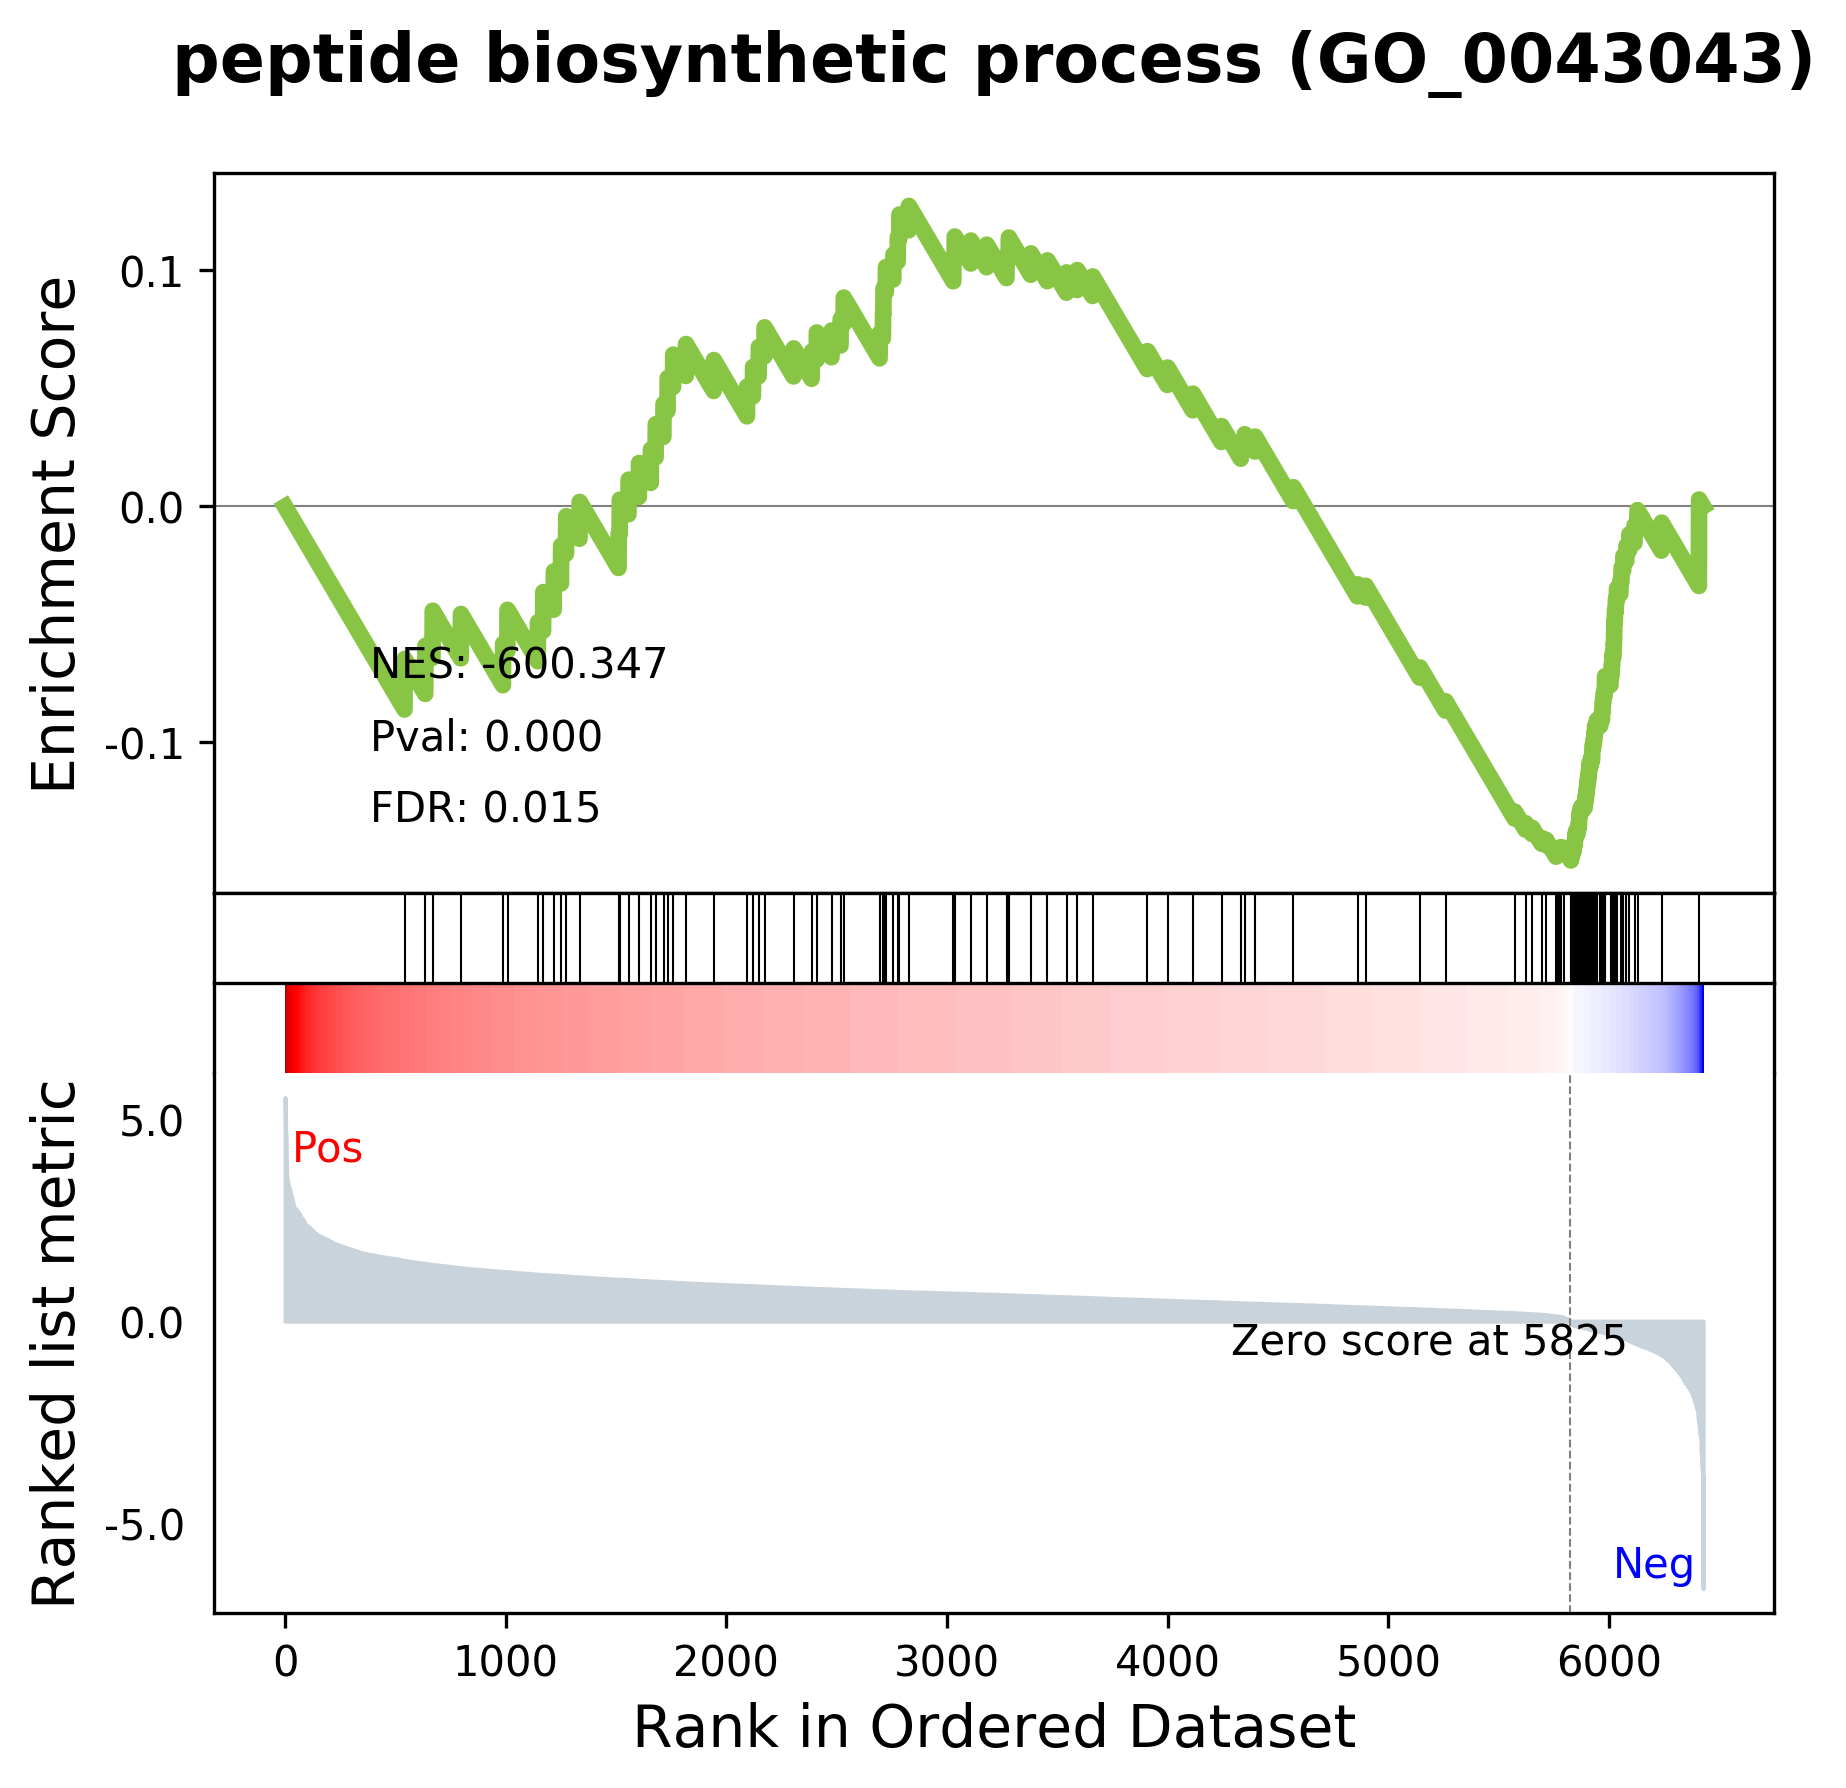 peptide biosynthetic process (GO_0043043)
Enrichment Score
0.1
0.0
-0.1
NES: -600.347
Pval: 0.000
FDR: 0.015
Ranked list metric
5.0
0.0
-5.0
Pos
Zero score at 5825
Neg
0 1000 2000 3000 4000 5000 6000
Rank in Ordered Dataset